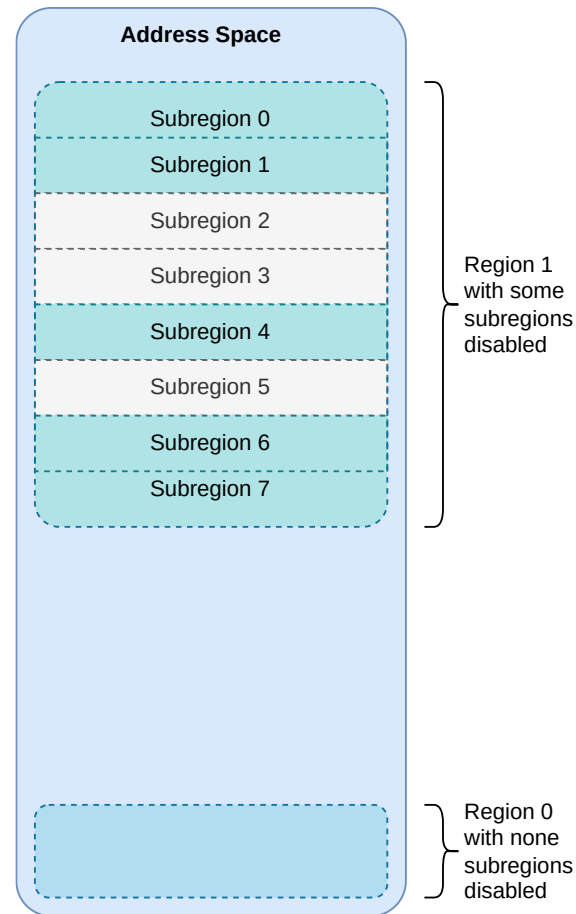 Address Space
Subregion 0
Subregion 1
Subregion 2
Subregion 3
Subregion 4
Subregion 5
Subregion 6
Subregion 7
Region 1
with some
subregions
disabled
Region 0
with none
subregions
disabled